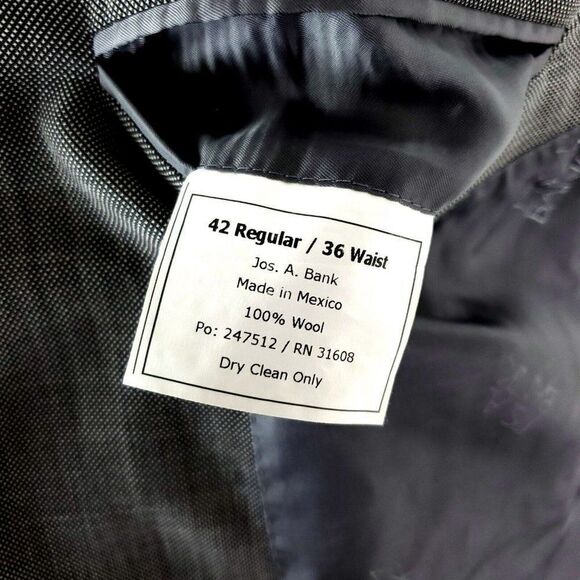 42 Regular / 36 Waist
Jos. A. Bank
Made in Mexico
100% Wool
Po: 247512 / RN 31608
Dry Clean Only